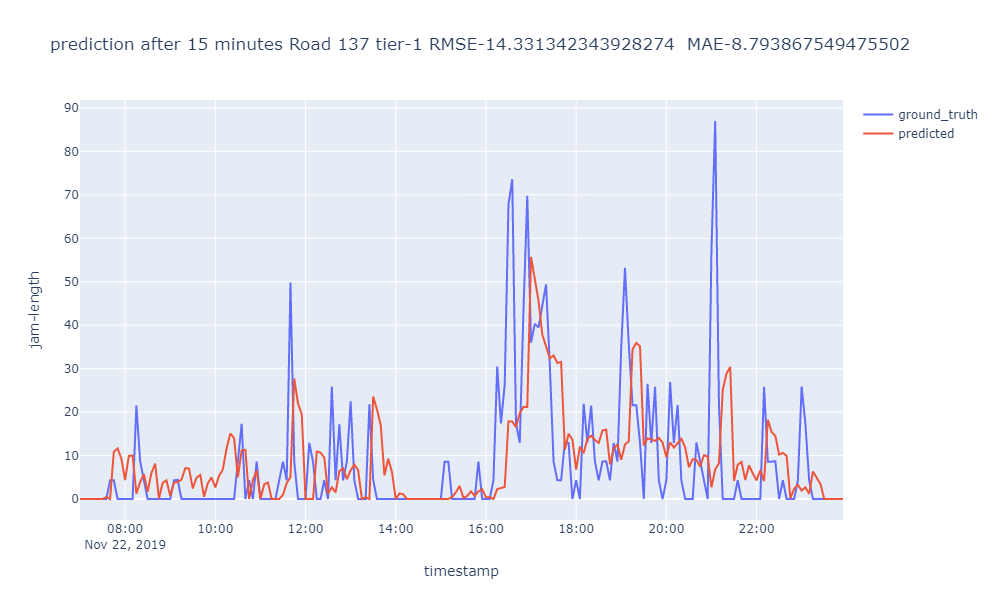 prediction after 15 minutes Road 137 tier-1 RMSE-14.331342343928274 MAE-8.793867549475502
ground_truth
predicted
90
80
70
60
50
40
30
20
10
0
jam-length
08:00 10:00 12:00 14:00 16:00 18:00 20:00 22:00
Nov 22, 2019
timestamp